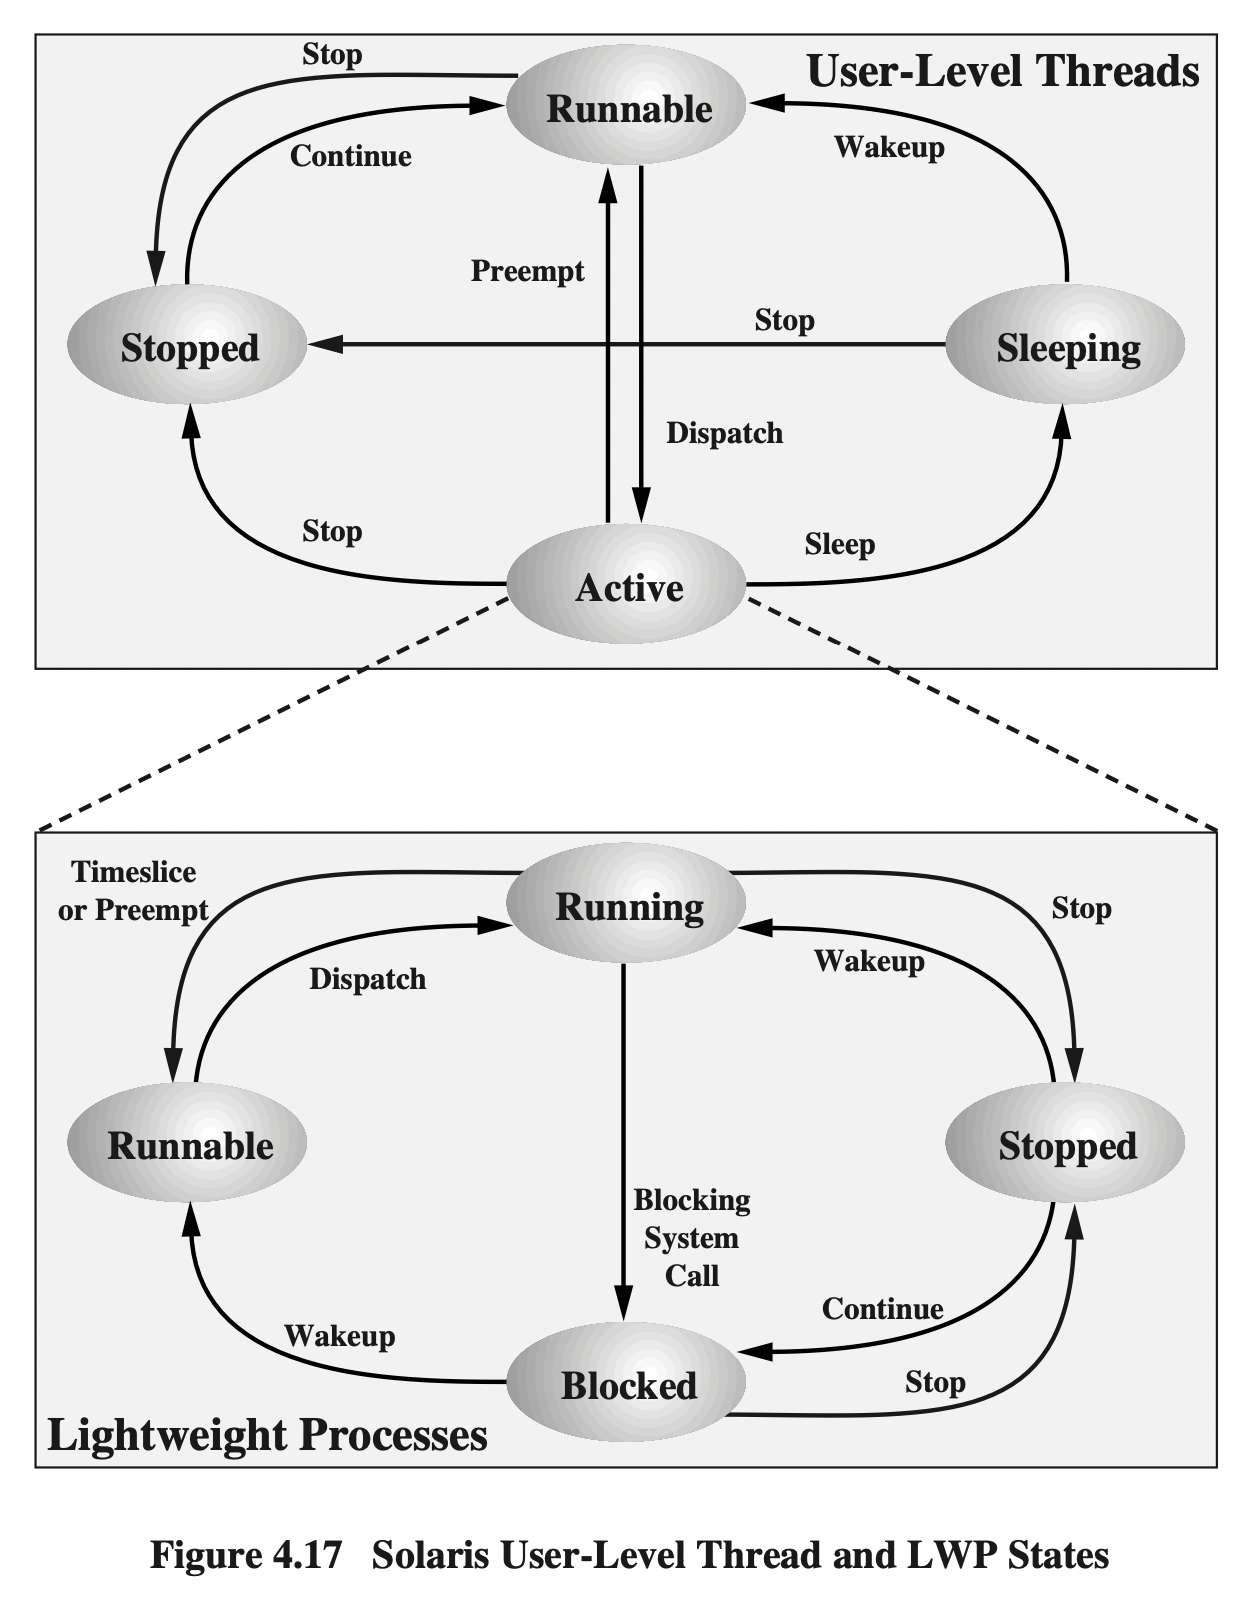 Stop
User-Level Threads
Runnable
Continue
Wakeup
Preempt
Stop
Stopped
Sleeping
Dispatch
Stop
Sleep
Active
Timeslice
or Preempt
Running
Stop
Wakeup
Dispatch
Runnable
Stopped
Blocking
System
Call
Continue
Wakeup
Blocked
Stop
Lightweight Processes
Figure 4.17 Solaris User-Level Thread and LWP States